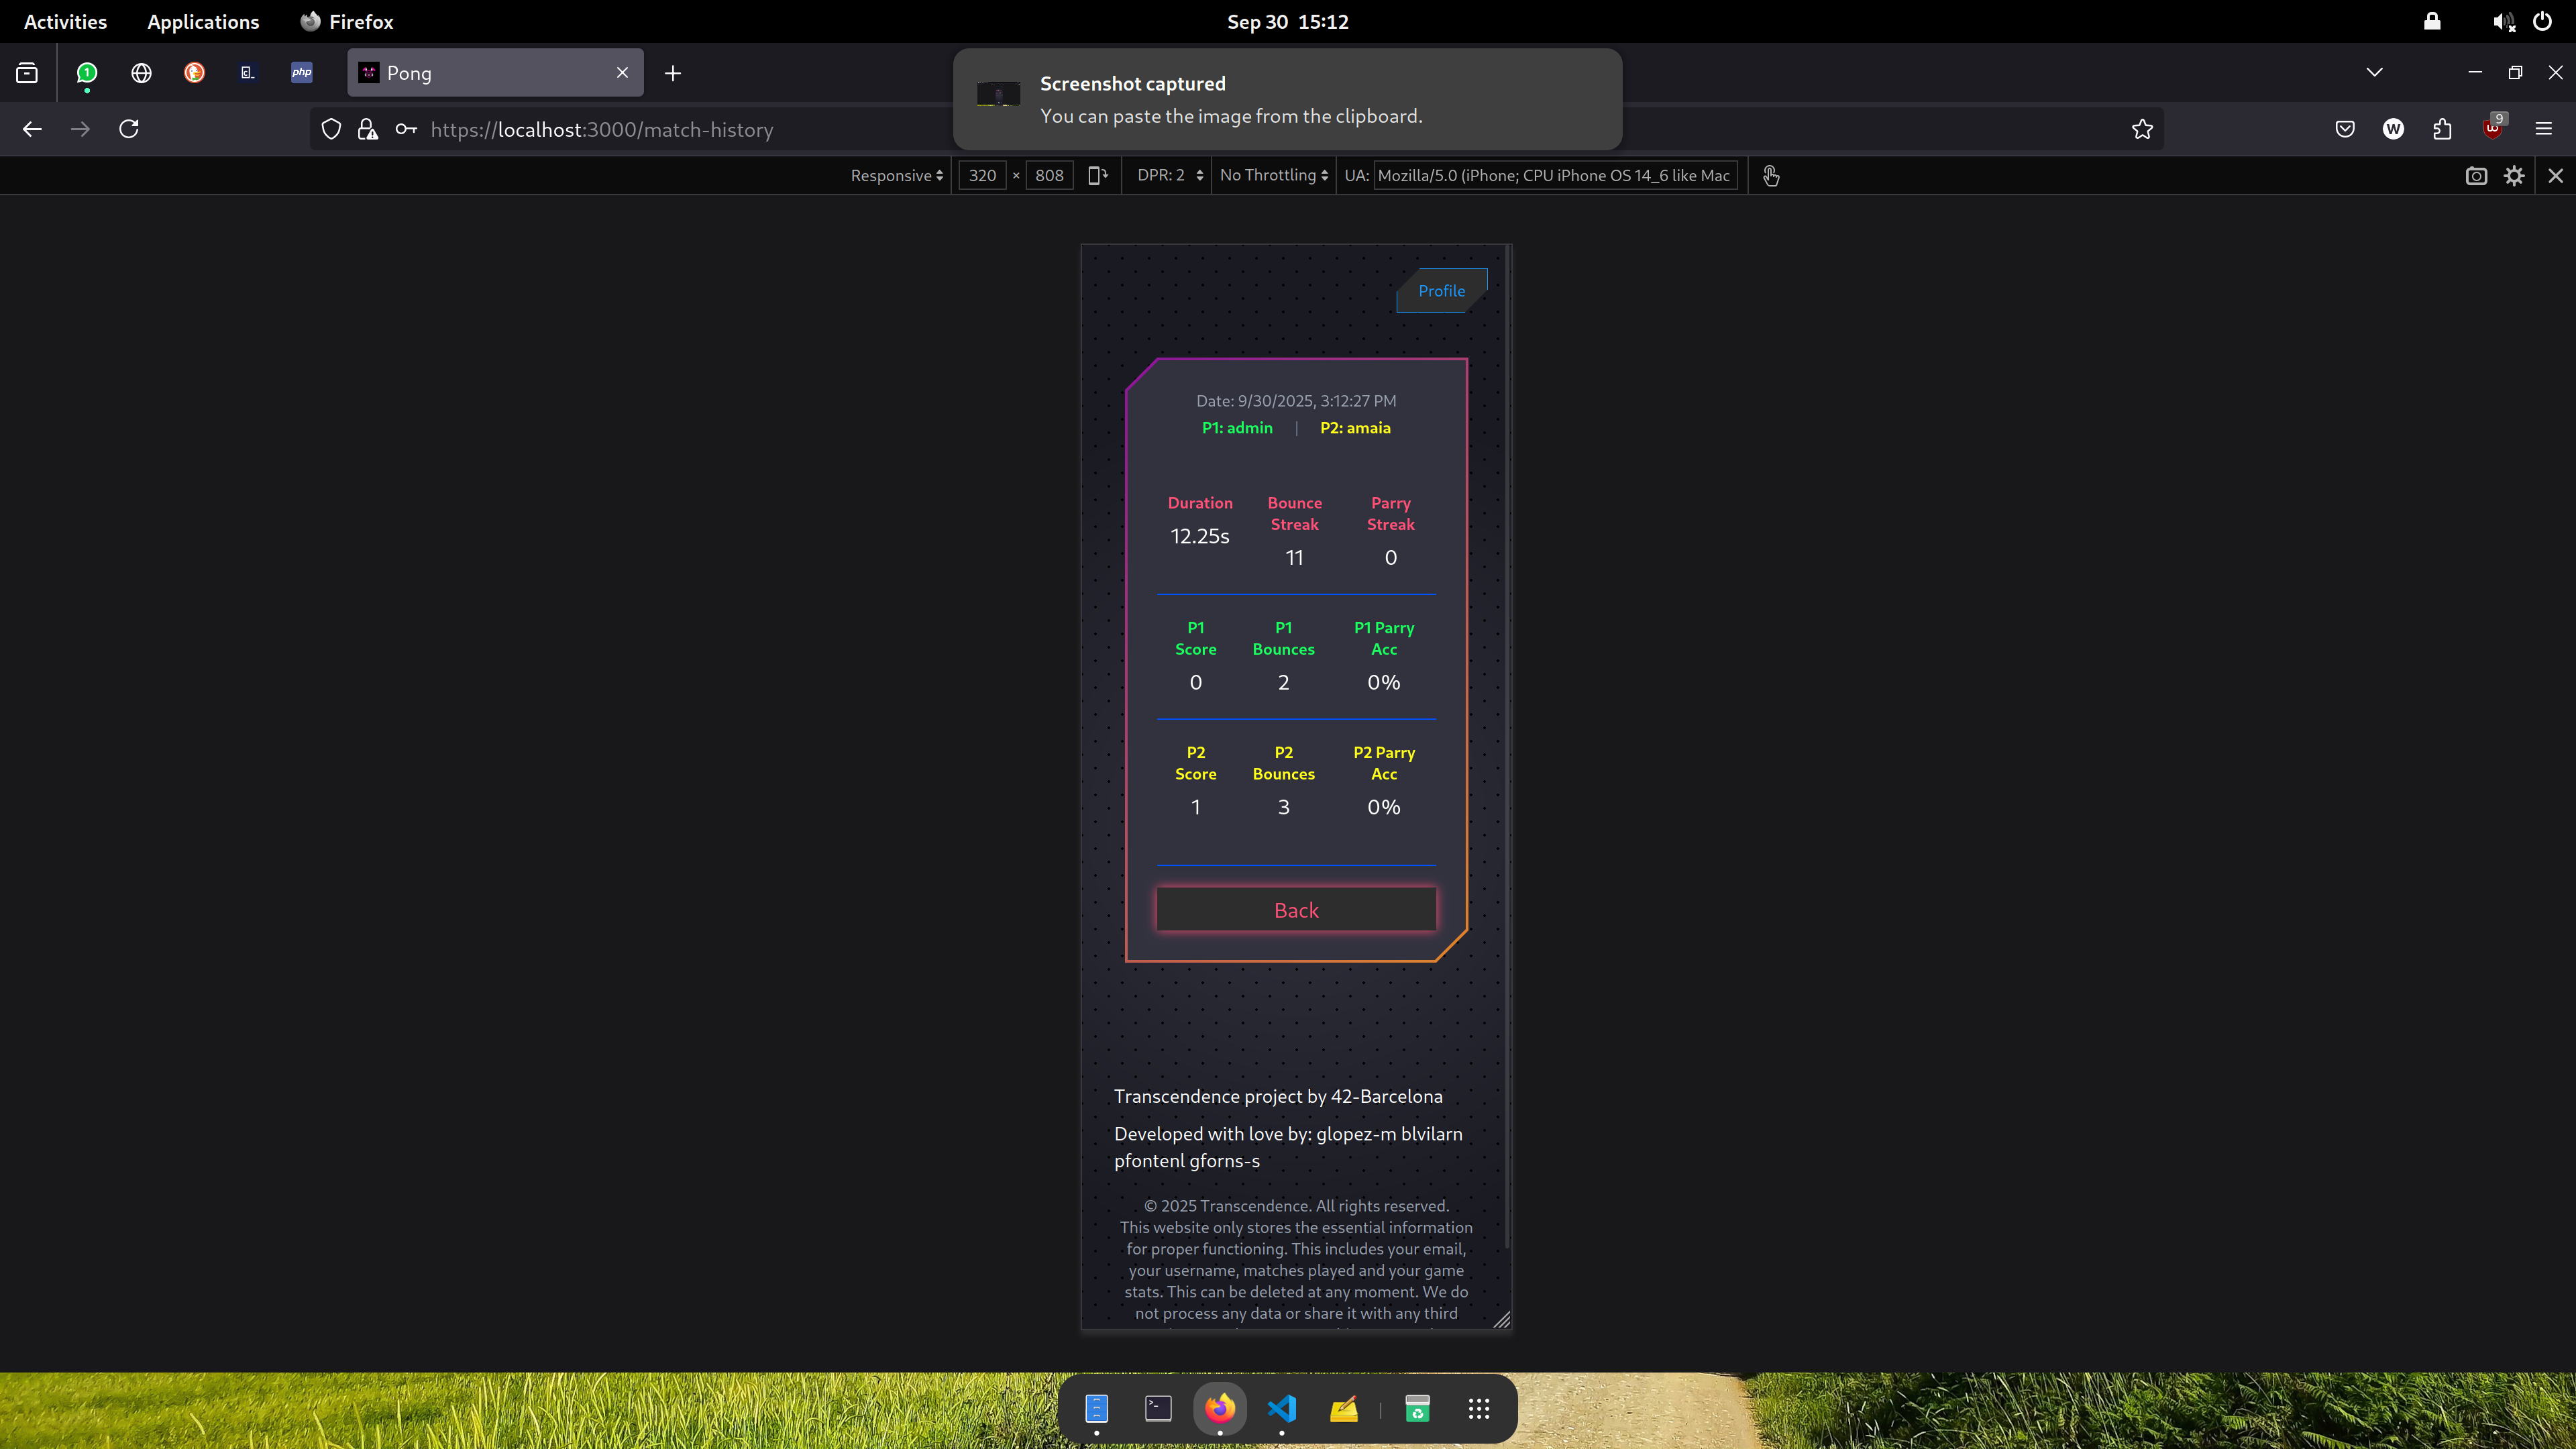 Activities Applications Firefox Sep 30 15:12
1 php Pong
Screenshot captured
You can paste the image from the clipboard.
https://localhost:3000/match-history W 9
Responsive 320 × 808 DPR: 2 No Throttling UA: Mozilla/5.0 (iPhone; CPU iPhone OS 14_6 like Mac
Profile
Date: 9/30/2025, 3:12:27 PM
P1: admin | P2: amaia
Duration Bounce Streak Parry Streak
12.25s 11 0
P1 Score P1 Bounces P1 Parry Acc
0 2 0%
P2 Score P2 Bounces P2 Parry Acc
1 3 0%
Back
Transcendence project by 42-Barcelona
Developed with love by: glopez-m blvilarn
pfontenl gforns-s
© 2025 Transcendence. All rights reserved.
This website only stores the essential information
for proper functioning. This includes your email,
your username, matches played and your game
stats. This can be deleted at any moment. We do
not process any data or share it with any third